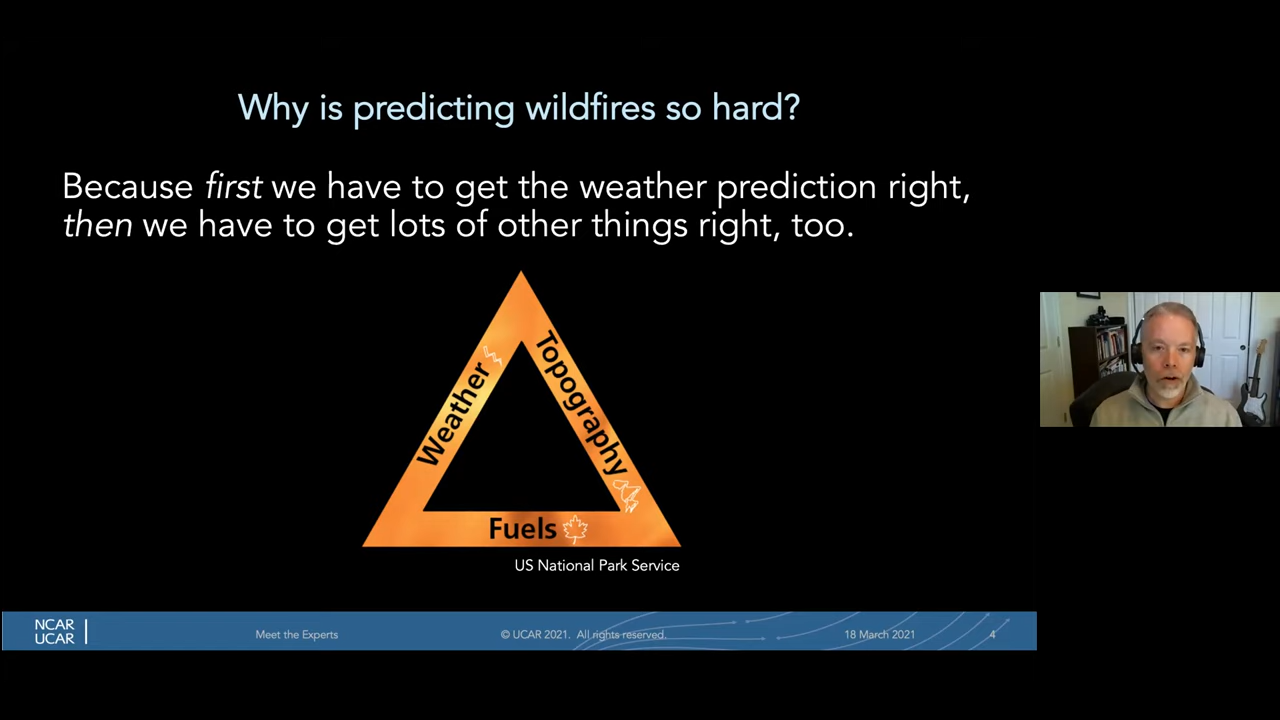 Why is predicting wildfires so hard?
Because first we have to get the weather prediction right,
then we have to get lots of other things right, too.
Weather
Topography
Fuels
US National Park Service
NCAR
UCAR
Meet the Experts
© UCAR 2021. All rights reserved.
18 March 2021
4